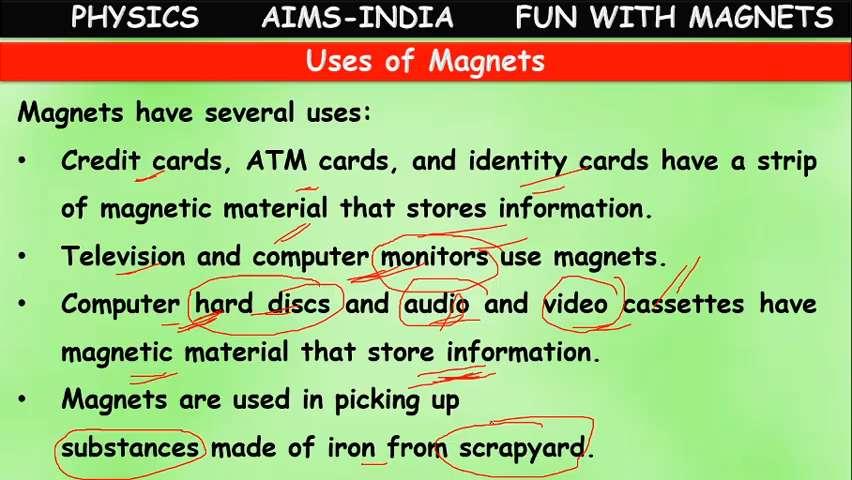 PHYSICS AIMS-INDIA FUN WITH MAGNETS
Uses of Magnets
Magnets have several uses:
• Credit cards, ATM cards, and identity cards have a strip
of magnetic material that stores information.
• Television and computer monitors use magnets.
• Computer hard discs and audio and video cassettes have
magnetic material that store information.
• Magnets are used in picking up
substances made of iron from scrapyard.